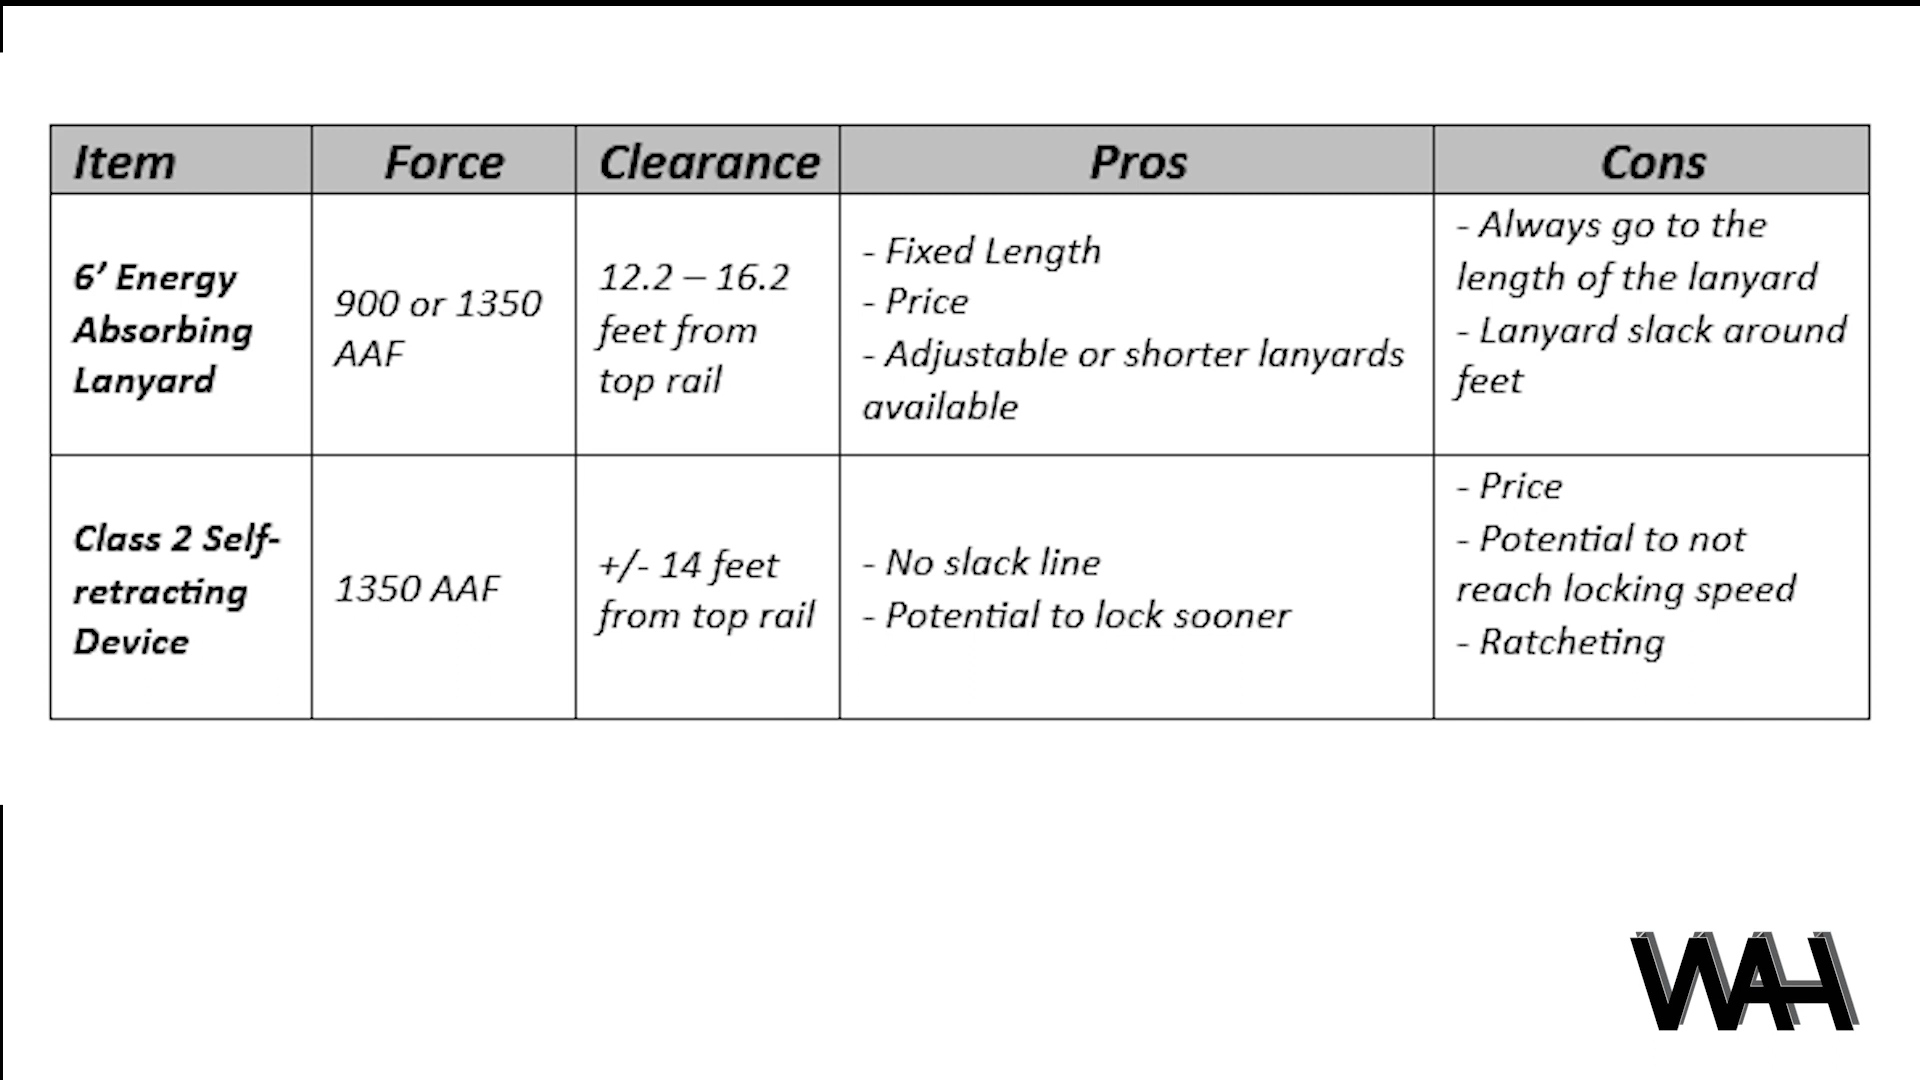 Item Force Clearance Pros Cons
6’ Energy
Absorbing
Lanyard
900 or 1350
AAF
12.2 – 16.2
feet from
top rail
- Fixed Length
- Price
- Adjustable or shorter lanyards
available
- Always go to the
length of the lanyard
- Lanyard slack around
feet
Class 2 Self-
retracting
Device
1350 AAF
+/- 14 feet
from top rail
- No slack line
- Potential to lock sooner
- Price
- Potential to not
reach locking speed
- Ratcheting
WAH